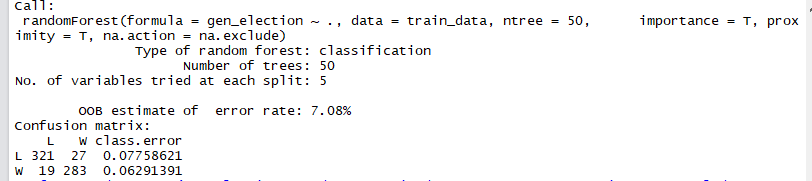 Call:
randomForest(formula = gen_election ~ ., data = train_data, ntree = 50,      importance = T, prox
imity = T, na.action = na.exclude)
Type of random forest: classification
Number of trees: 50
No. of variables tried at each split: 5
OOB estimate of  error rate: 7.08%
Confusion matrix:
L   W class.error
L 321  27  0.07758621
W  19 283  0.06291391